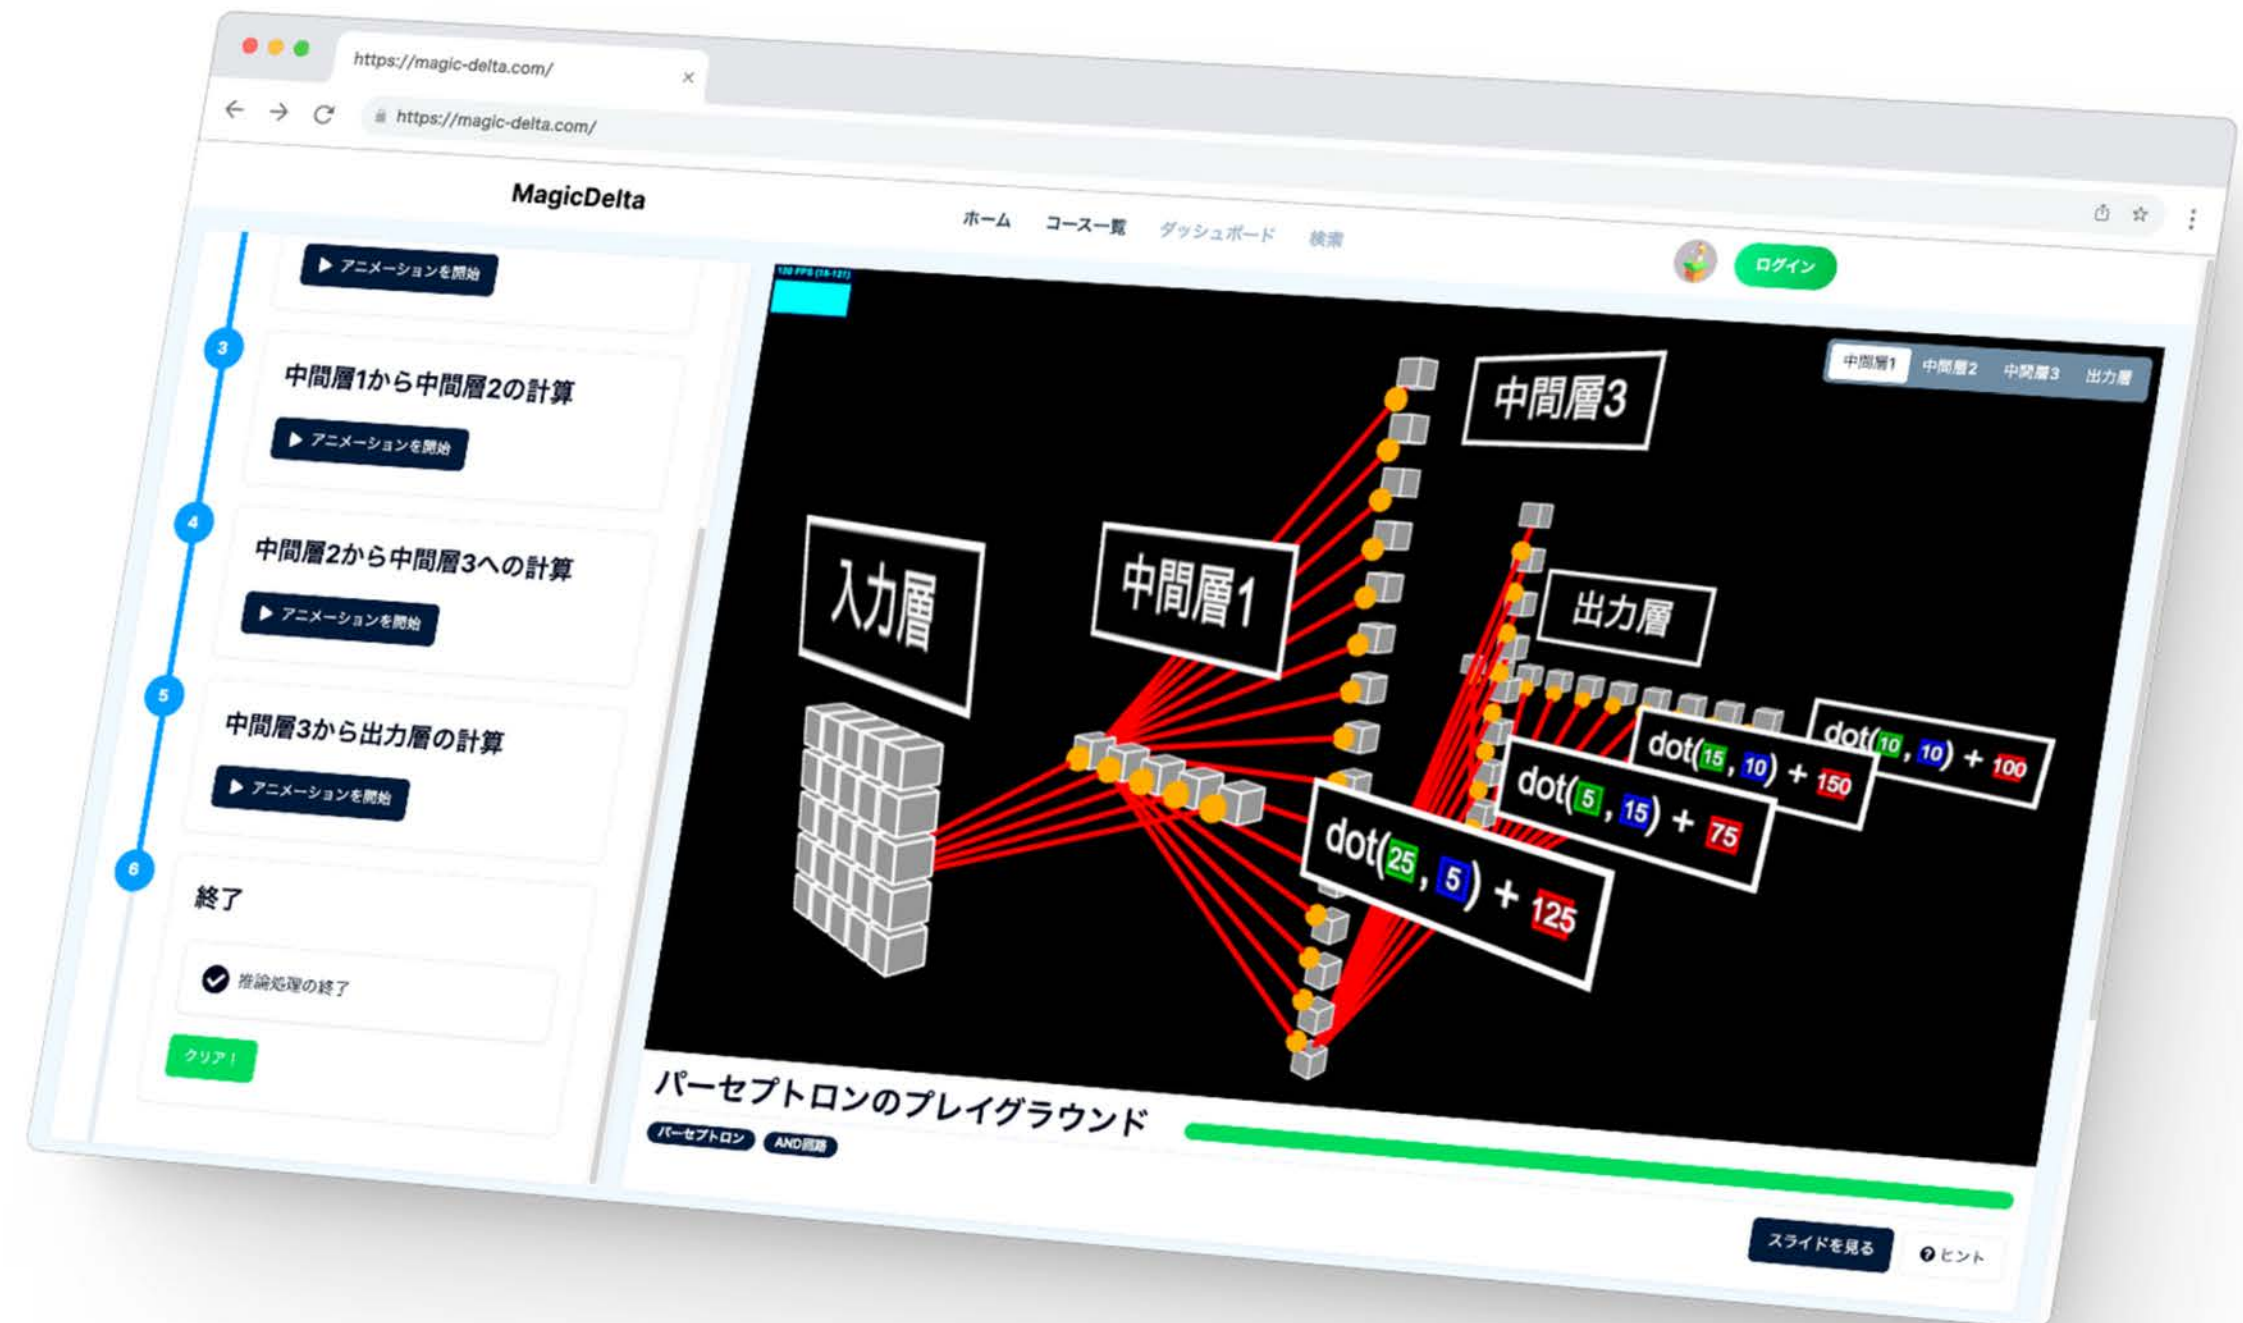 https://magic-delta.com/
https://magic-delta.com/
MagicDelta
ホーム コース一覧 ダッシュボード 検索
ログイン
アニメーションを開始
3
中間層1から中間層2の計算
アニメーションを開始
4
中間層2から中間層3への計算
アニメーションを開始
5
中間層3から出力層の計算
アニメーションを開始
6
終了
推論処理の終了
クリア！
中間層1 中間層2 中間層3 出力層
中間層3
入力層
中間層1
出力層
dot(10, 10) + 100
dot(15, 10) + 150
dot(5, 15) + 75
dot(25, 5) + 125
パーセプトロンのプレイグラウンド
パーセプトロン AND回路
スライドを見る
ヒント